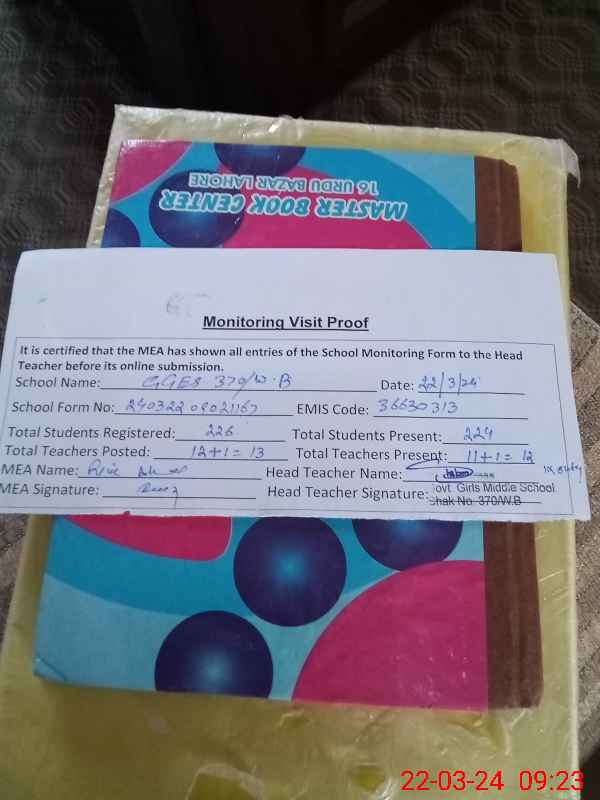 MASTER BOOK CENTER
16 URDU BAZAR LAHORE
Monitoring Visit Proof
It is certified that the MEA has shown all entries of the School Monitoring Form to the Head
Teacher before its online submission.
School Name: GGES 370/W.B Date: 22/3/24
School Form No: 24032209021167 EMIS Code: 36630313
Total Students Registered: 226 Total Students Present: 224
Total Teachers Posted: 12+1=13 Total Teachers Present: 11+1=12
MEA Name: Head Teacher Name:
MEA Signature: Head Teacher Signature:
ovt. Girls Middle School
Shak No. 370/W.B
22-03-24 09:23